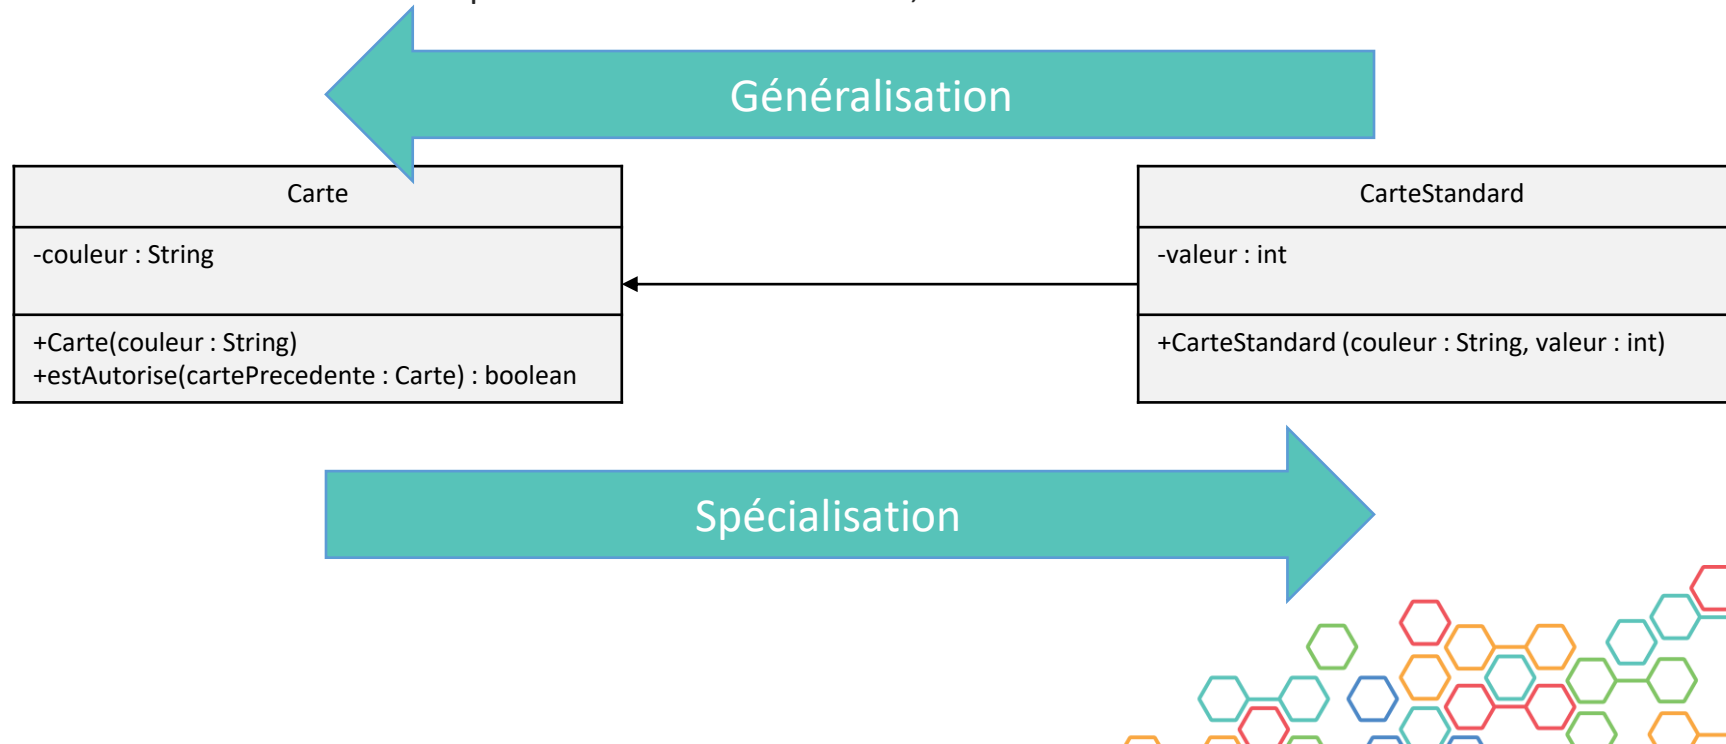 Généralisation
Carte
-couleur : String
+Carte(couleur : String)
+estAutorise(cartePrecedente : Carte) : boolean
CarteStandard
-valeur : int
+CarteStandard (couleur : String, valeur : int)
Spécialisation